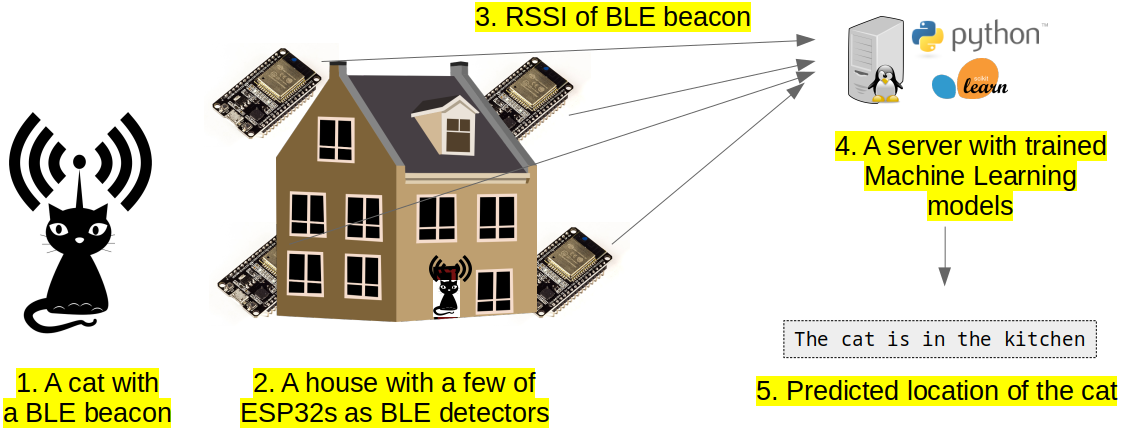 3. RSSI of BLE beacon
python™
scikit
learn
4. A server with trained
Machine Learning
models
The cat is in the kitchen
1. A cat with
a BLE beacon
2. A house with a few of
ESP32s as BLE detectors
5. Predicted location of the cat